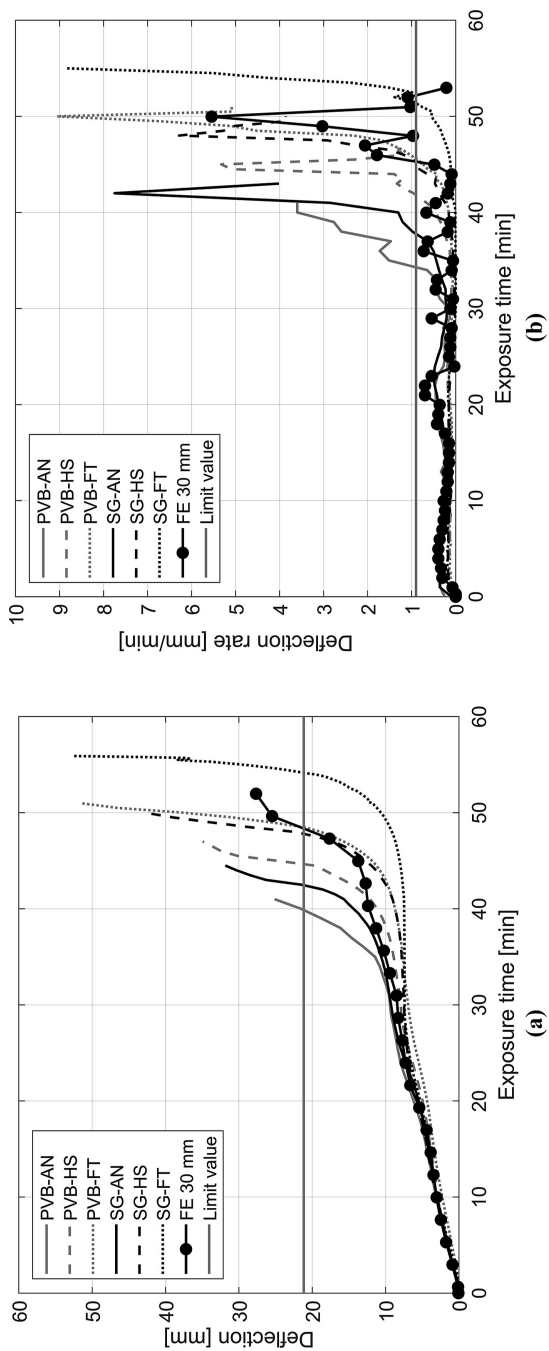 60
50
40
30
20
10
0
Deflection [mm]
PVB-AN
PVB-HS
PVB-FT
SG-AN
SG-HS
SG-FT
FE 30 mm
Limit value
0 10 20 30 40 50 60
Exposure time [min]
(a)
10
9
8
7
6
5
4
3
2
1
0
Deflection rate [mm/min]
PVB-AN
PVB-HS
PVB-FT
SG-AN
SG-HS
SG-FT
FE 30 mm
Limit value
0 10 20 30 40 50 60
Exposure time [min]
(b)